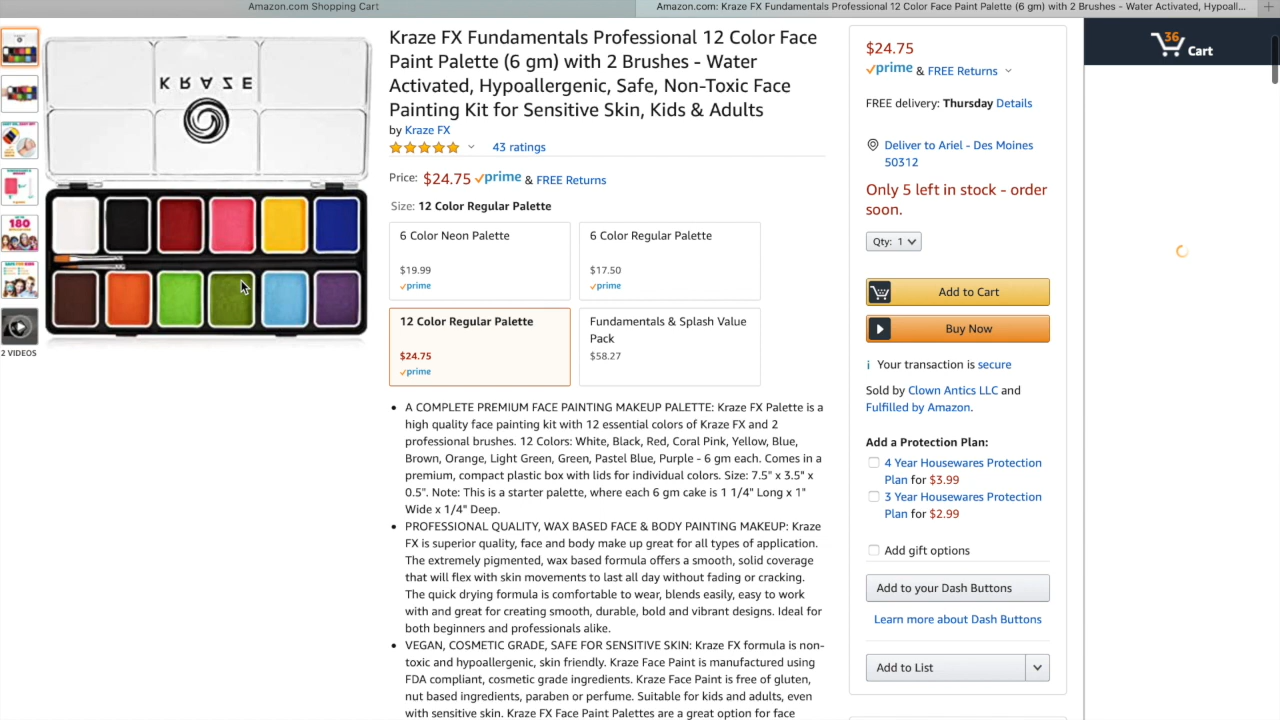 Amazon.com Shopping Cart
Amazon.com: Kraze FX Fundamentals Professional 12 Color Face Paint Palette (6 gm) with 2 Brushes - Water Activated, Hypoall...
Kraze FX Fundamentals Professional 12 Color Face
Paint Palette (6 gm) with 2 Brushes - Water
Activated, Hypoallergenic, Safe, Non-Toxic Face
Painting Kit for Sensitive Skin, Kids & Adults
by Kraze FX
43 ratings
Price: $24.75 prime & FREE Returns
Size: 12 Color Regular Palette
6 Color Neon Palette
$19.99
prime
6 Color Regular Palette
$17.50
prime
12 Color Regular Palette
$24.75
prime
Fundamentals & Splash Value
Pack
$58.27
• A COMPLETE PREMIUM FACE PAINTING MAKEUP PALETTE: Kraze FX Palette is a
high quality face painting kit with 12 essential colors of Kraze FX and 2
professional brushes. 12 Colors: White, Black, Red, Coral Pink, Yellow, Blue,
Brown, Orange, Light Green, Green, Pastel Blue, Purple - 6 gm each. Comes in a
premium, compact plastic box with lids for individual colors. Size: 7.5" x 3.5" x
0.5". Note: This is a starter palette, where each 6 gm cake is 1 1/4" Long x 1"
Wide x 1/4" Deep.
• PROFESSIONAL QUALITY, WAX BASED FACE & BODY PAINTING MAKEUP: Kraze
FX is superior quality, face and body make up great for all types of application.
The extremely pigmented, wax based formula offers a smooth, solid coverage
that will flex with skin movements to last all day without fading or cracking.
The quick drying formula is comfortable to wear, blends easily, easy to work
with and great for creating smooth, durable, bold and vibrant designs. Ideal for
both beginners and professionals alike.
• VEGAN, COSMETIC GRADE, SAFE FOR SENSITIVE SKIN: Kraze FX formula is non-
toxic and hypoallergenic, skin friendly. Kraze Face Paint is manufactured using
FDA compliant, cosmetic grade ingredients. Kraze Face Paint is free of gluten,
nut based ingredients, paraben or perfume. Suitable for kids and adults, even
with sensitive skin. Kraze FX Face Paint Palettes are a great option for face
KRAZE
180
2 VIDEOS
$24.75
prime & FREE Returns
FREE delivery: Thursday Details
Deliver to Ariel - Des Moines
50312
Only 5 left in stock - order
soon.
Qty: 1
Add to Cart
Buy Now
Your transaction is secure
Sold by Clown Antics LLC and
Fulfilled by Amazon.
Add a Protection Plan:
4 Year Housewares Protection
Plan for $3.99
3 Year Housewares Protection
Plan for $2.99
Add gift options
Add to your Dash Buttons
Learn more about Dash Buttons
Add to List
36
Cart